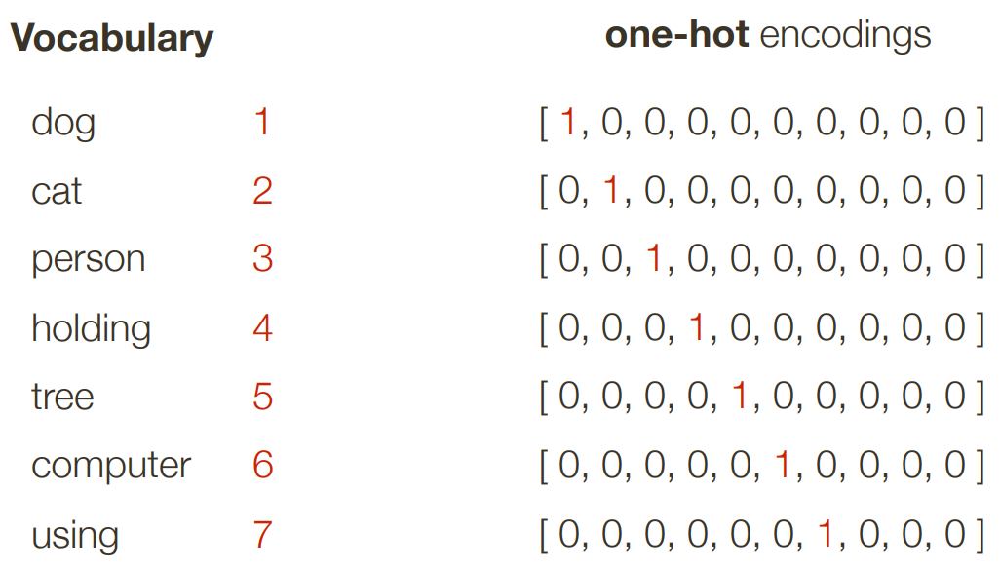 Vocabulary one-hot encodings
dog 1 [ 1, 0, 0, 0, 0, 0, 0, 0, 0, 0 ]
cat 2 [ 0, 1, 0, 0, 0, 0, 0, 0, 0, 0 ]
person 3 [ 0, 0, 1, 0, 0, 0, 0, 0, 0, 0 ]
holding 4 [ 0, 0, 0, 1, 0, 0, 0, 0, 0, 0 ]
tree 5 [ 0, 0, 0, 0, 1, 0, 0, 0, 0, 0 ]
computer 6 [ 0, 0, 0, 0, 0, 1, 0, 0, 0, 0 ]
using 7 [ 0, 0, 0, 0, 0, 0, 1, 0, 0, 0 ]